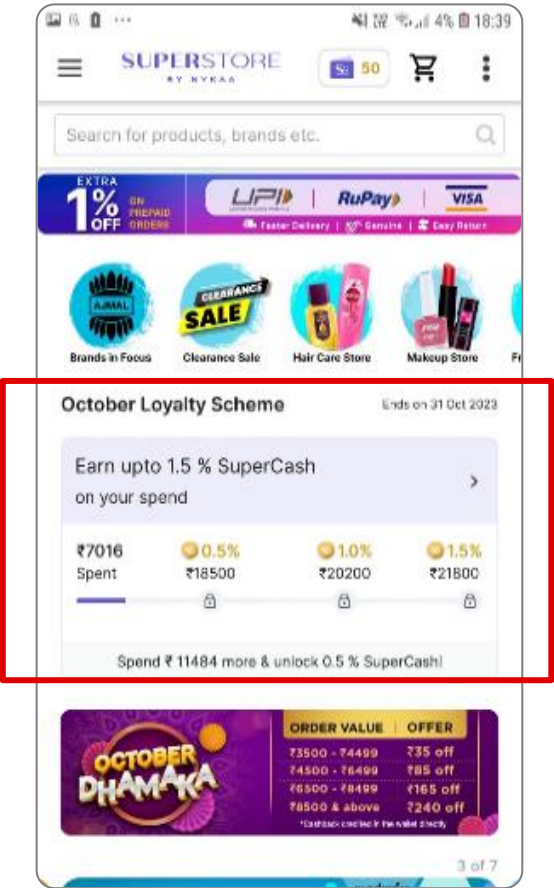 4% 18:39
SUPERSTORE
BY NYKAA
50
Search for products, brands etc.
EXTRA
1%
OFF
ON
PREPAID
ORDERS
UPI | RuPay | VISA
Faster Delivery | Genuine | Easy Return
AJMAL
CLEARANCE
SALE
Brands in Focus
Clearance Sale
Hair Care Store
Makeup Store
October Loyalty Scheme
Ends on 31 Oct 2023
Earn upto 1.5 % SuperCash
on your spend
₹7016 0.5% 1.0% 1.5%
Spent ₹18500 ₹20200 ₹21800
Spend ₹ 11484 more & unlock 0.5 % SuperCash!
OCTOBER
DHAMAKA
ORDER VALUE OFFER
₹3500 - ₹4499 ₹35 off
₹4500 - ₹6499 ₹85 off
₹6500 - ₹8499 ₹165 off
₹8500 & above ₹240 off
*Cashback credited in the wallet directly
3 of 7